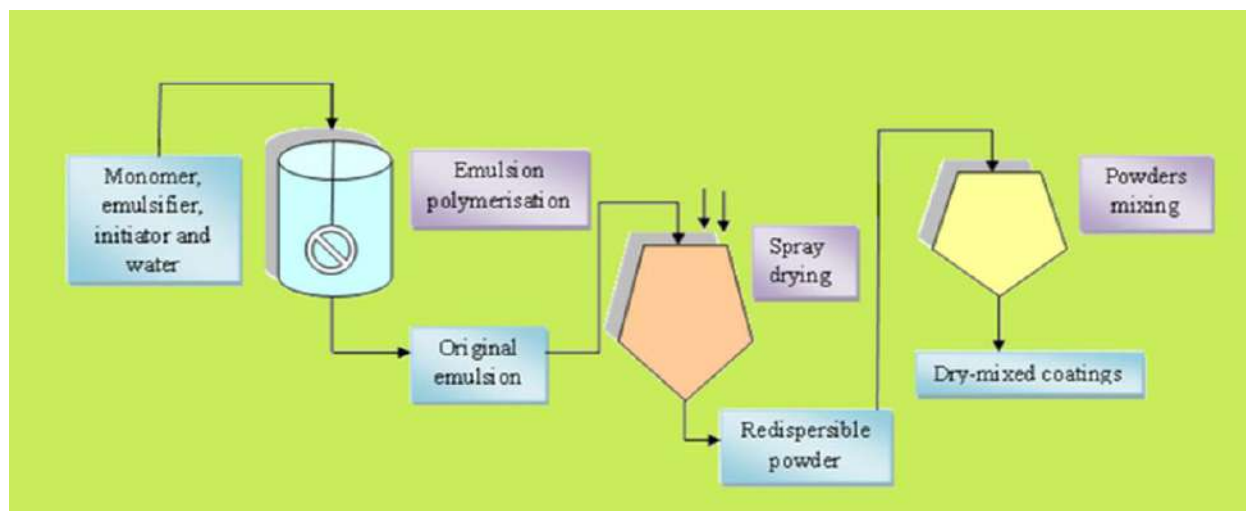 Monomer,
emulsifier,
initiator and
water
Emulsion
polymerisation
Original
emulsion
Spray
drying
Redispersible
powder
Powders
mixing
Dry-mixed coatings